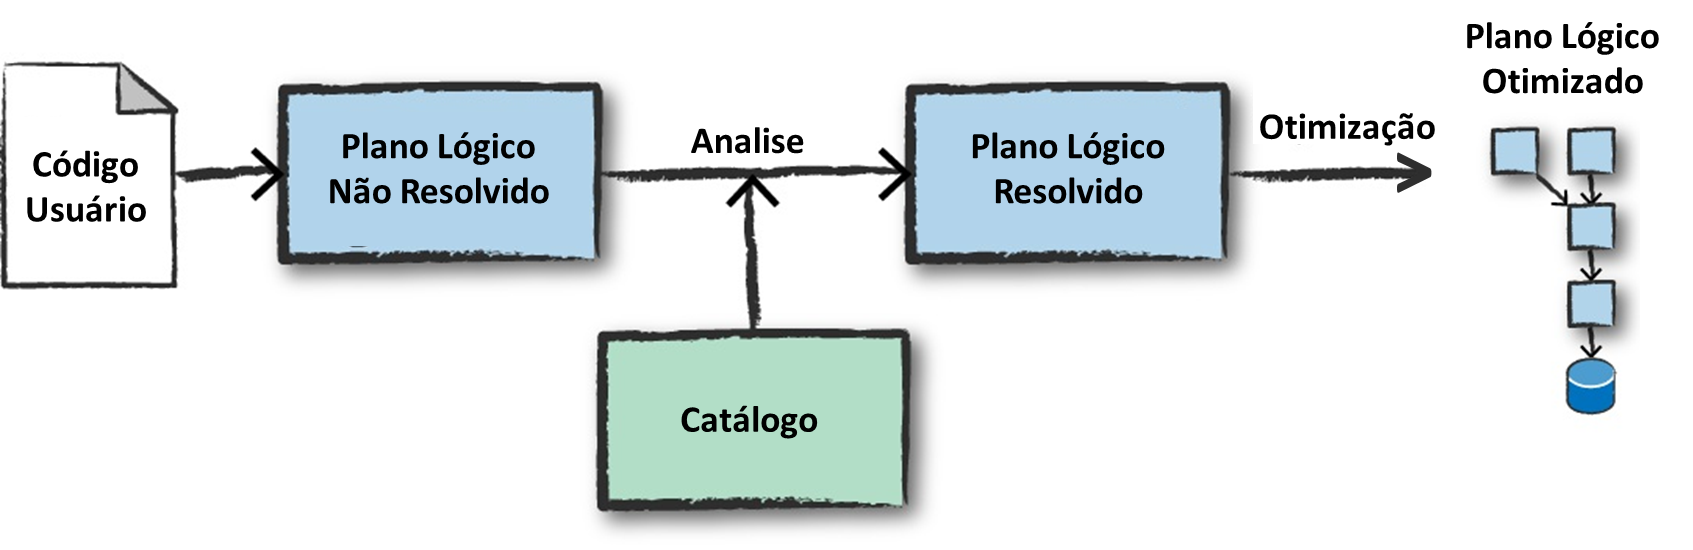 Código
Usuário
Plano Lógico
Não Resolvido
Analise
Plano Lógico
Resolvido
Otimização
Plano Lógico
Otimizado
Catálogo